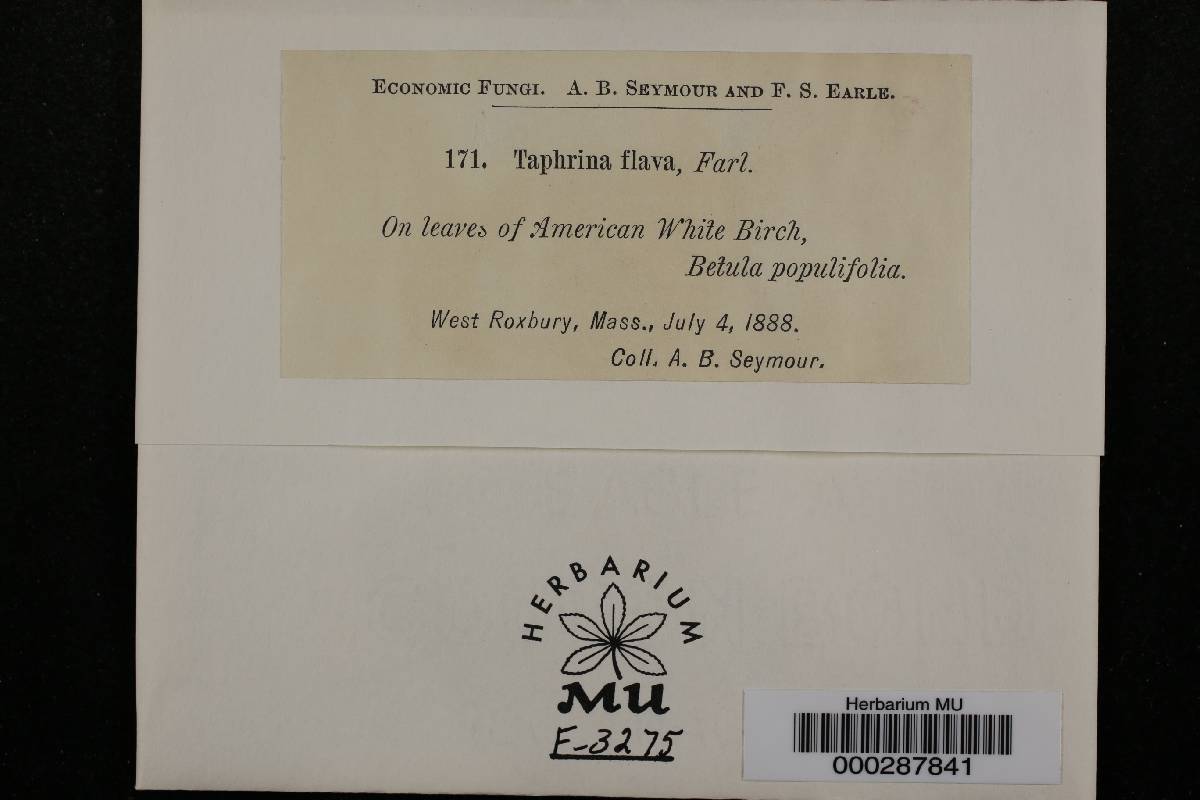 ECONOMIC FUNGI. A. B. SEYMOUR AND F. S. EARLE.
171. Taphrina flava, Farl.
On leaves of American White Birch,
Betula populifolia.
West Roxbury, Mass., July 4, 1888.
Coll. A. B. Seymour.
HERBARIUM
MU
F-3275
Herbarium MU
000287841